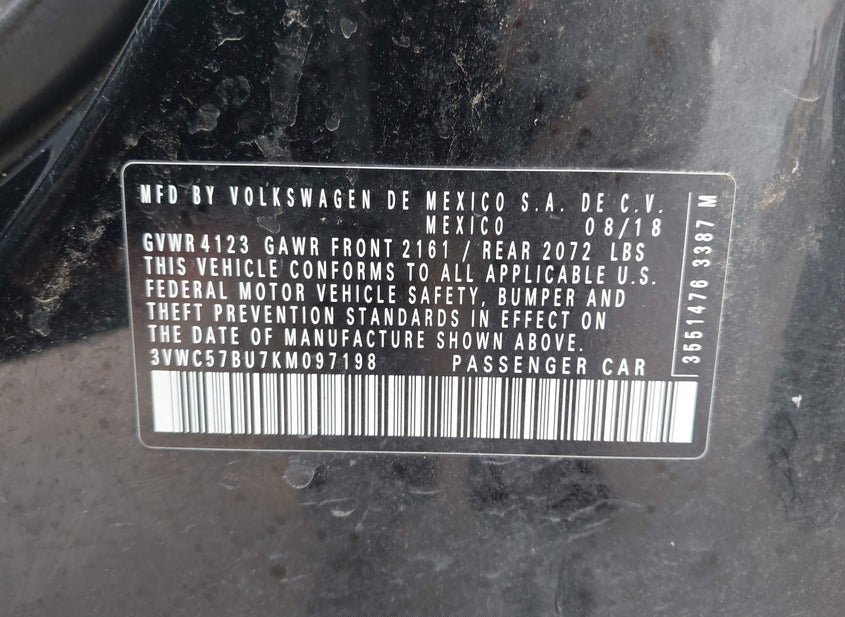 MFD BY VOLKSWAGEN DE MEXICO S.A. DE C.V.
MEXICO 08/18
GVWR 4123 GAWR FRONT 2161 / REAR 2072 LBS
THIS VEHICLE CONFORMS TO ALL APPLICABLE U.S.
FEDERAL MOTOR VEHICLE SAFETY, BUMPER AND
THEFT PREVENTION STANDARDS IN EFFECT ON
THE DATE OF MANUFACTURE SHOWN ABOVE.
3VWC57BU7KM097198 PASSENGER CAR
3551476 3387 M